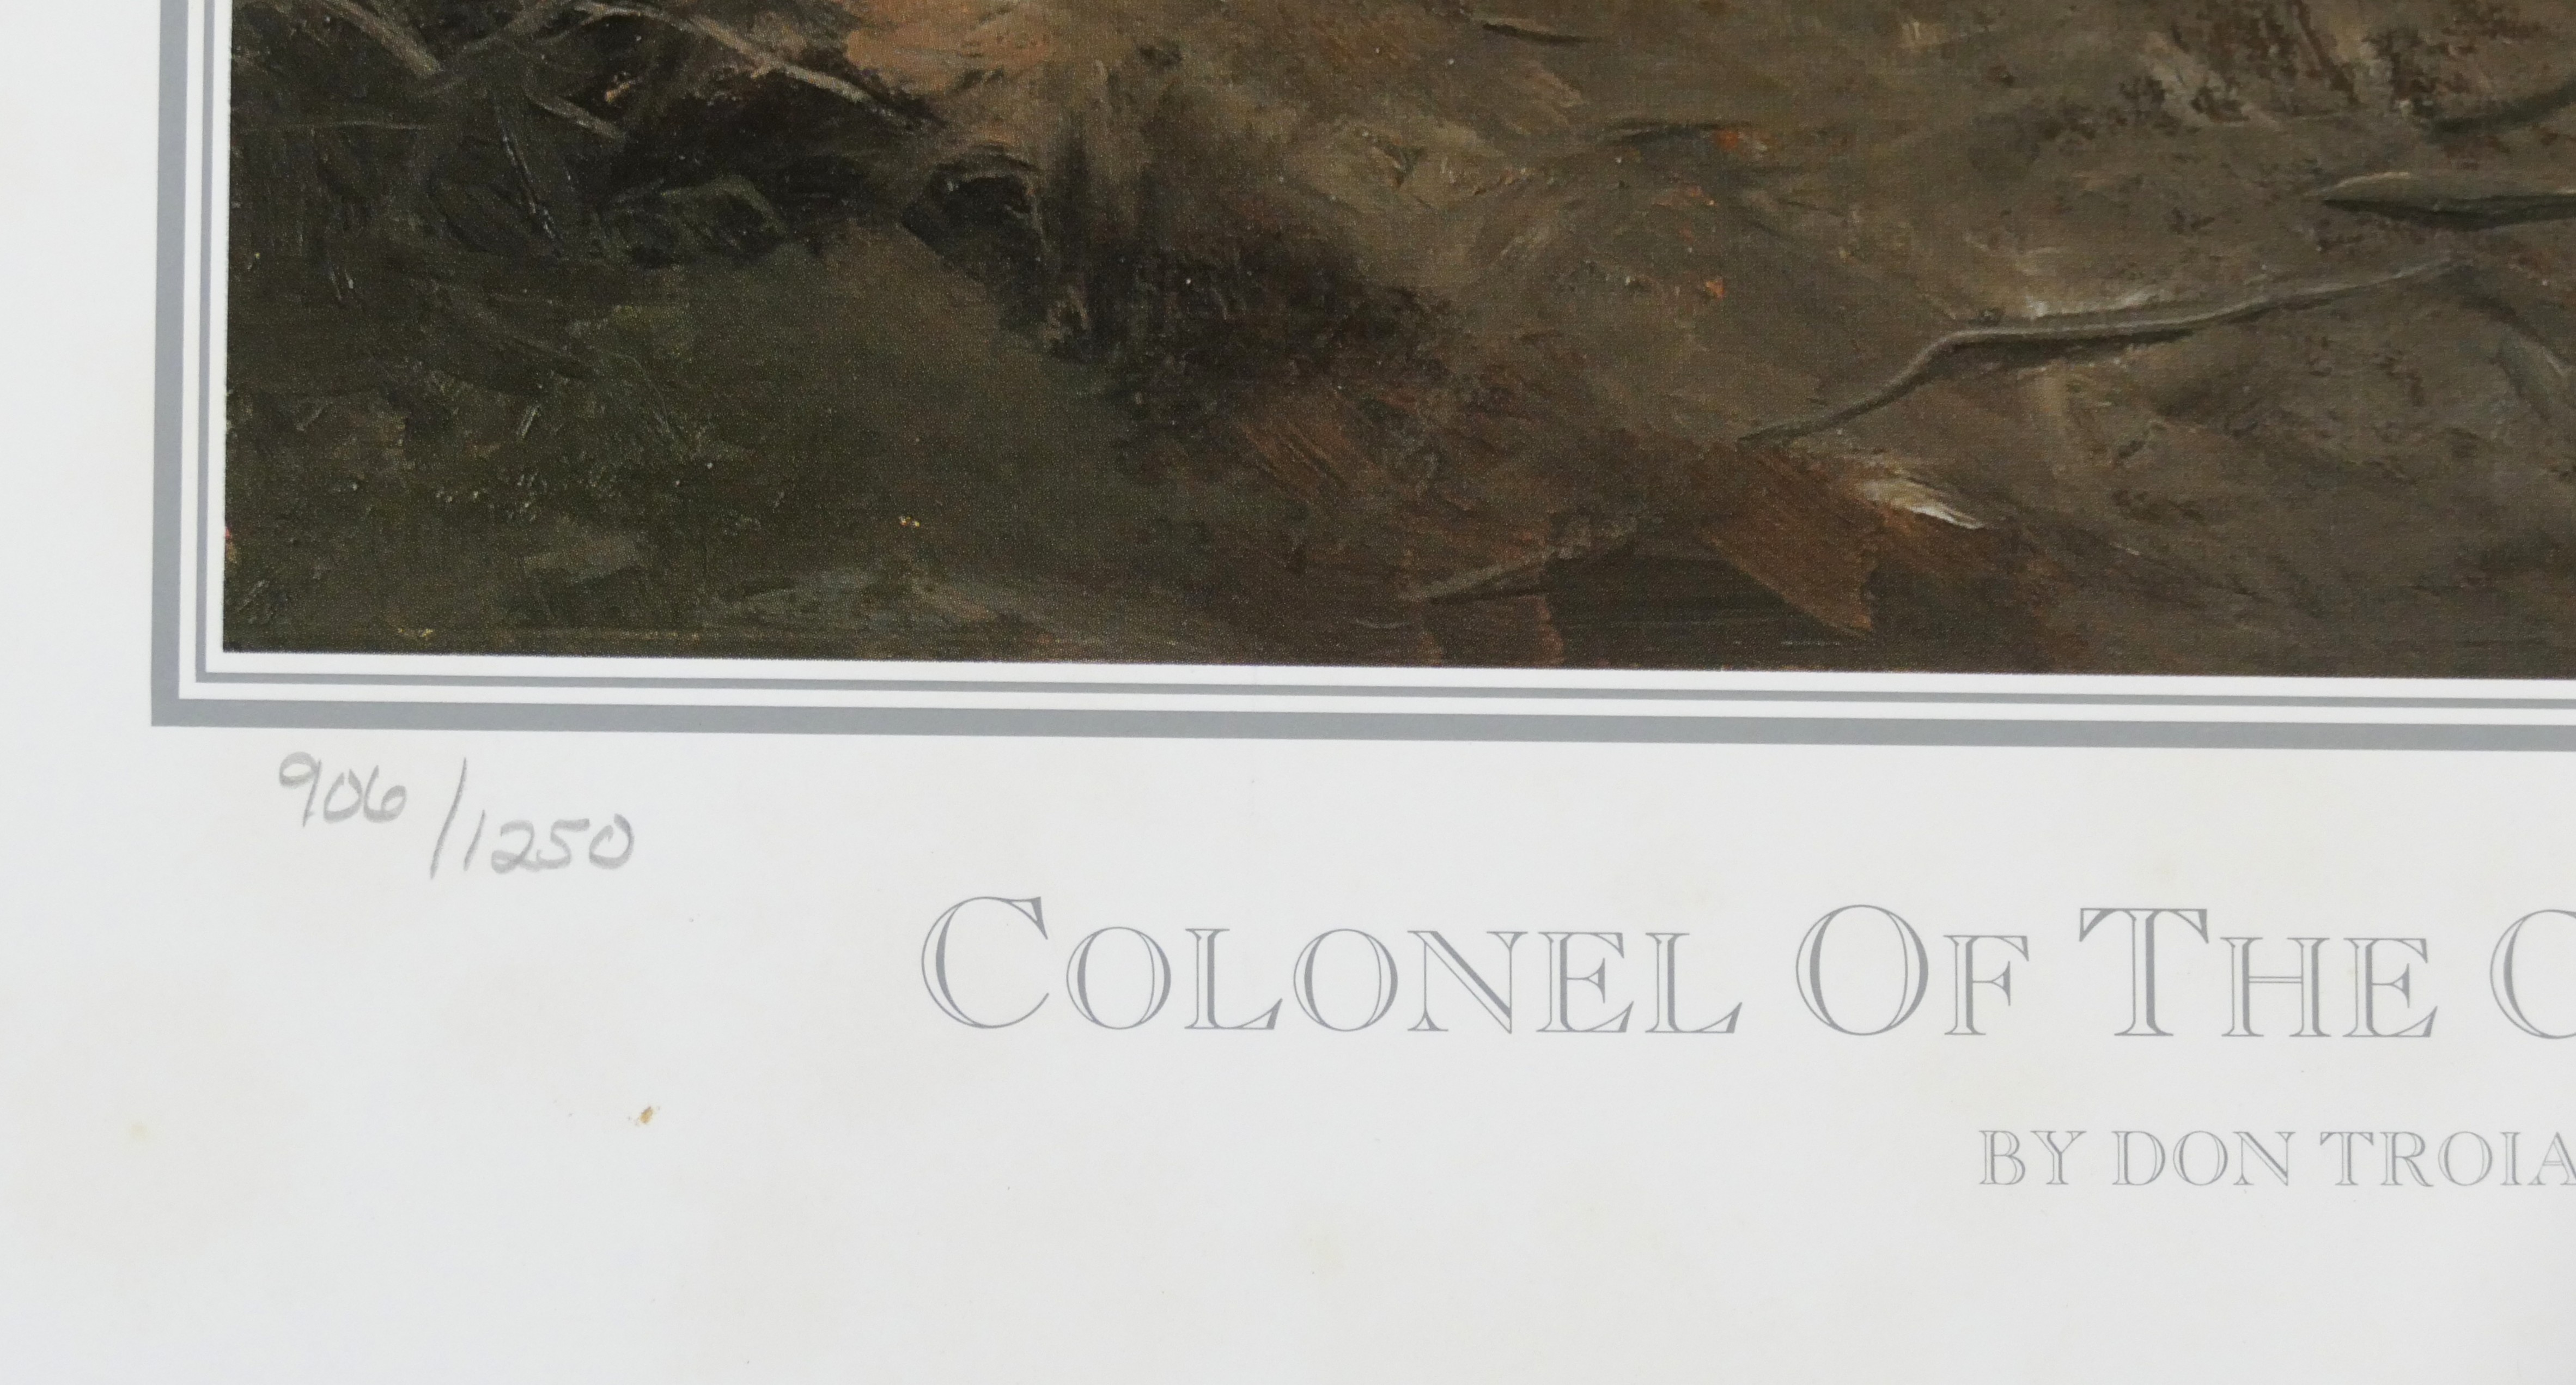 906/1250
COLONEL OF THE C
BY DON TROIA